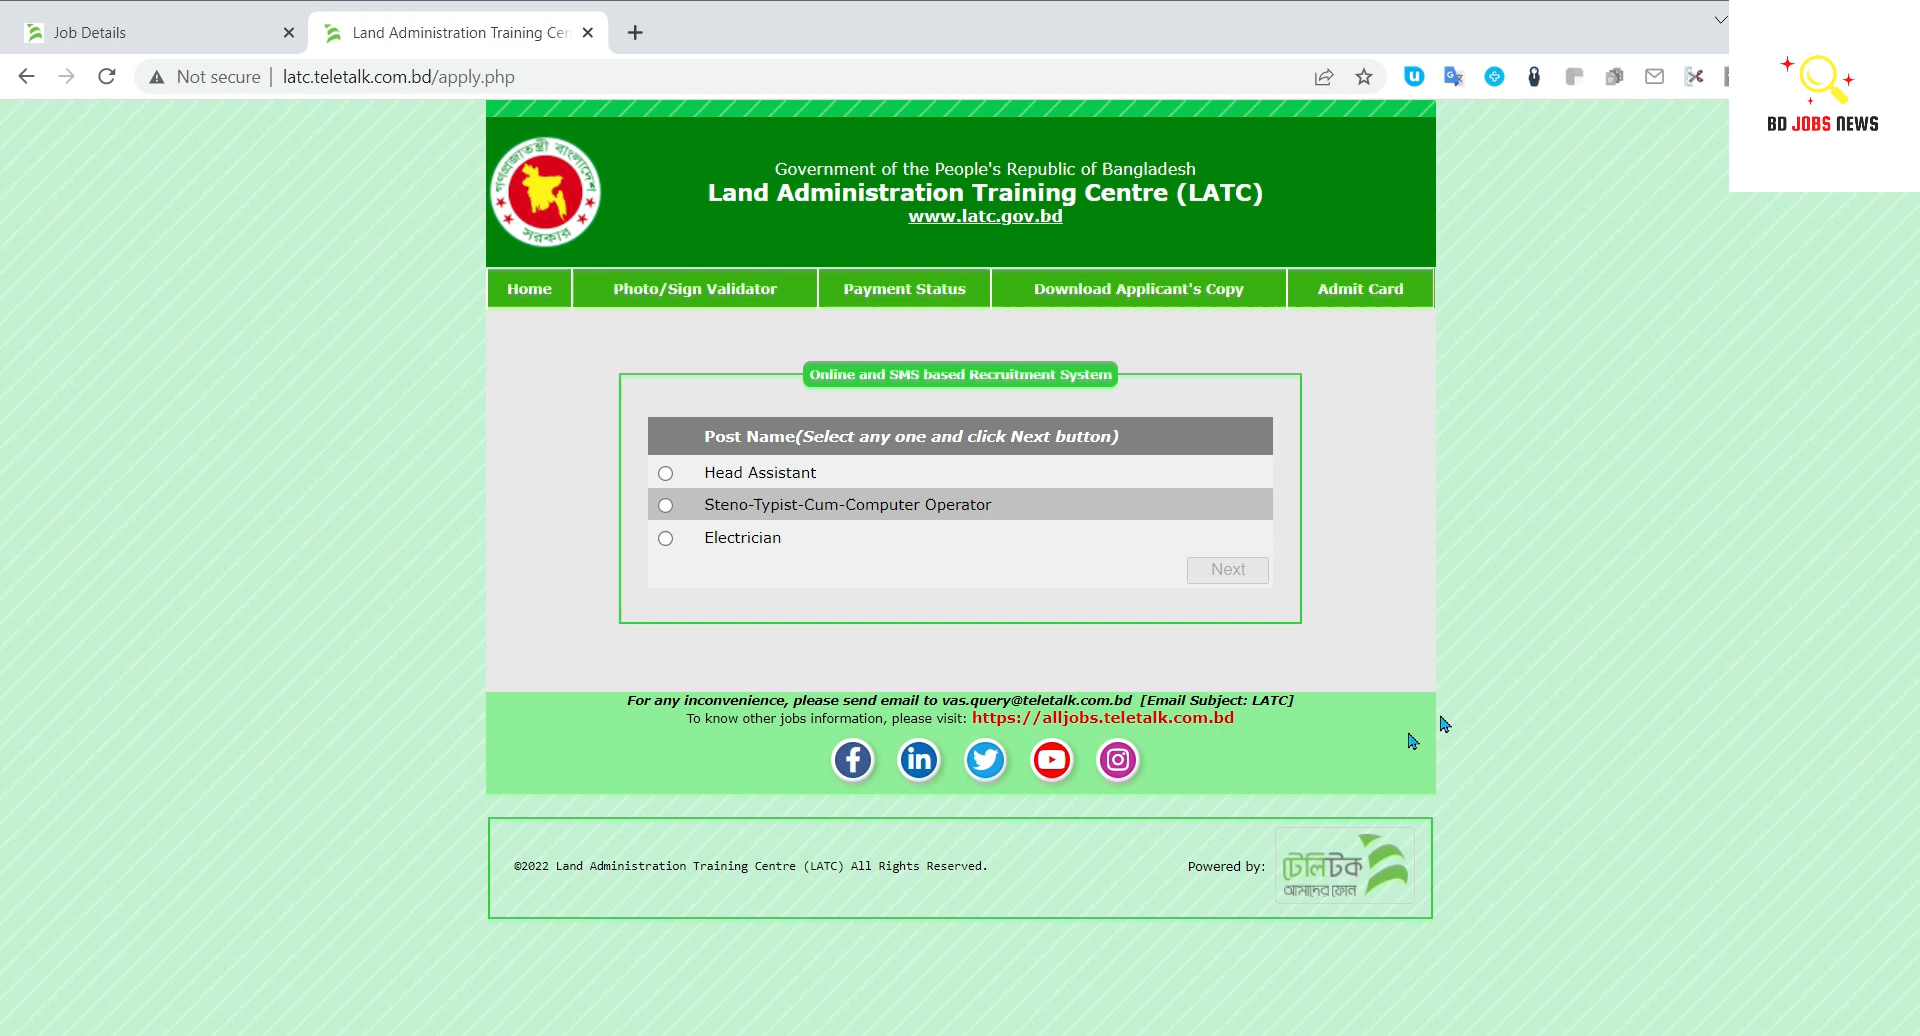 Job Details
Land Administration Training Cer
Not secure
latc.teletalk.com.bd/apply.php
BD JOBS NEWS
গণপ্রজাতন্ত্রী বাংলাদেশ
সরকার
Government of the People's Republic of Bangladesh
Land Administration Training Centre (LATC)
www.latc.gov.bd
Home
Photo/Sign Validator
Payment Status
Download Applicant's Copy
Admit Card
Online and SMS based Recruitment System
Post Name(Select any one and click Next button)
Head Assistant
Steno-Typist-Cum-Computer Operator
Electrician
Next
For any inconvenience, please send email to vas.query@teletalk.com.bd [Email Subject: LATC]
To know other jobs information, please visit: https://alljobs.teletalk.com.bd
©2022 Land Administration Training Centre (LATC) All Rights Reserved.
Powered by:
টেলিটক
আমাদের ফোন